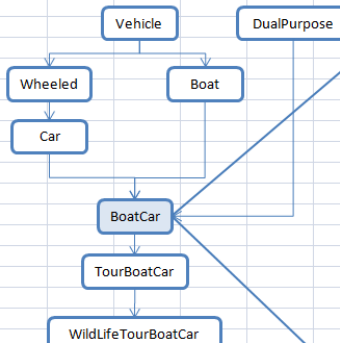 Vehicle
DualPurpose
Wheeled
Boat
Car
BoatCar
TourBoatCar
WildLifeTourBoatCar